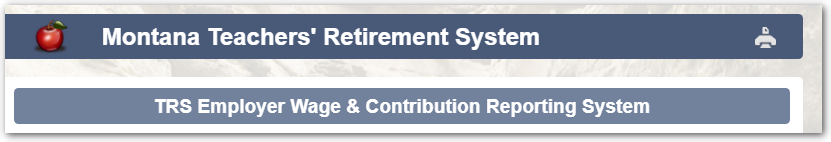 Montana Teachers' Retirement System
TRS Employer Wage & Contribution Reporting System